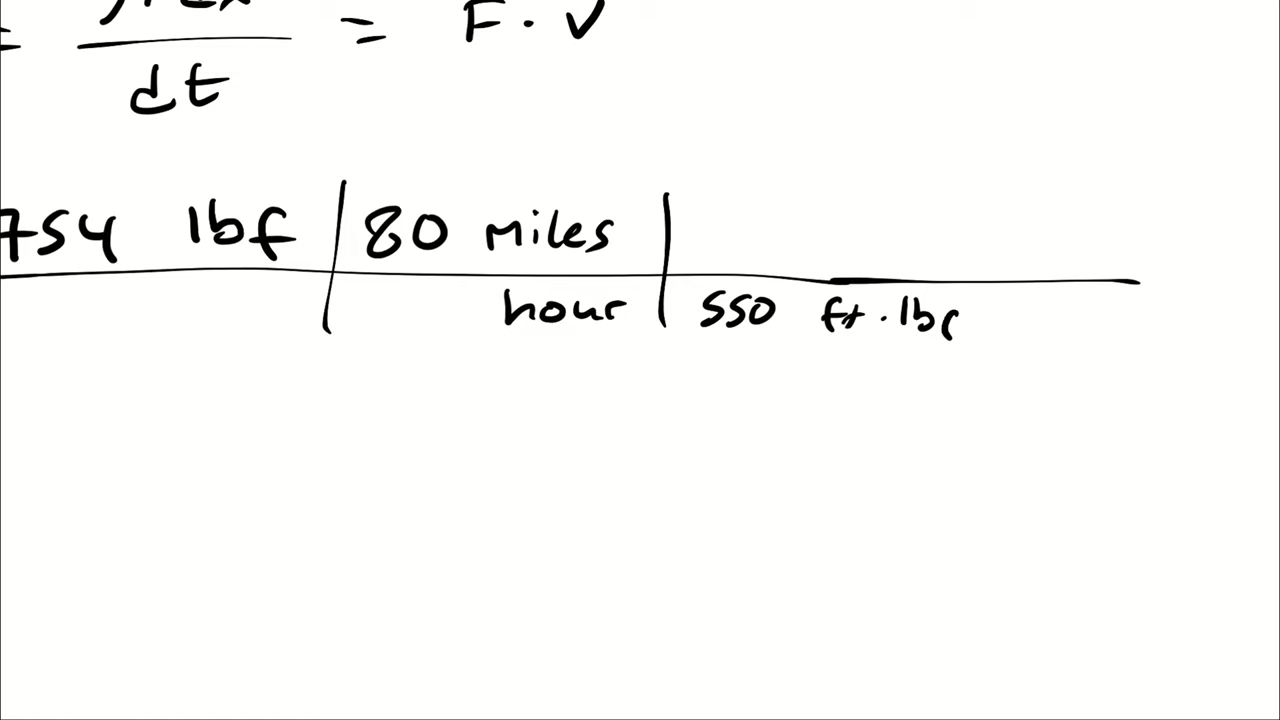 = dt = F · v
754 lbf | 80 miles |
hour | 550 ft · lbf